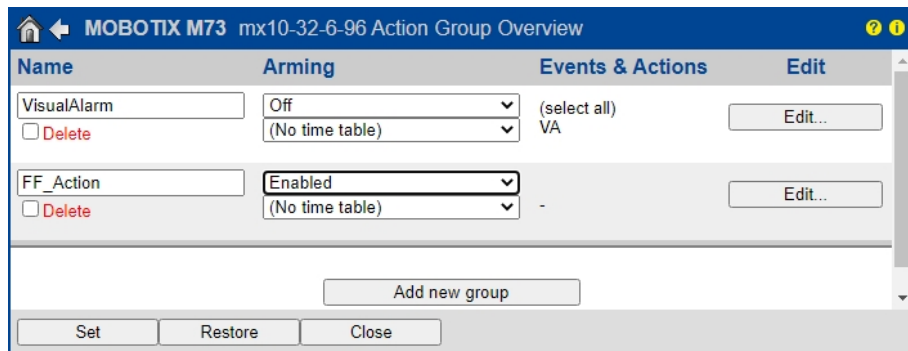 MOBOTIX M73 mx10-32-6-96 Action Group Overview ? i
Name Arming Events & Actions Edit
VisualAlarm Off (select all) Edit...
Delete (No time table) VA
FF_Action Enabled - Edit...
Delete (No time table)
Add new group
Set Restore Close